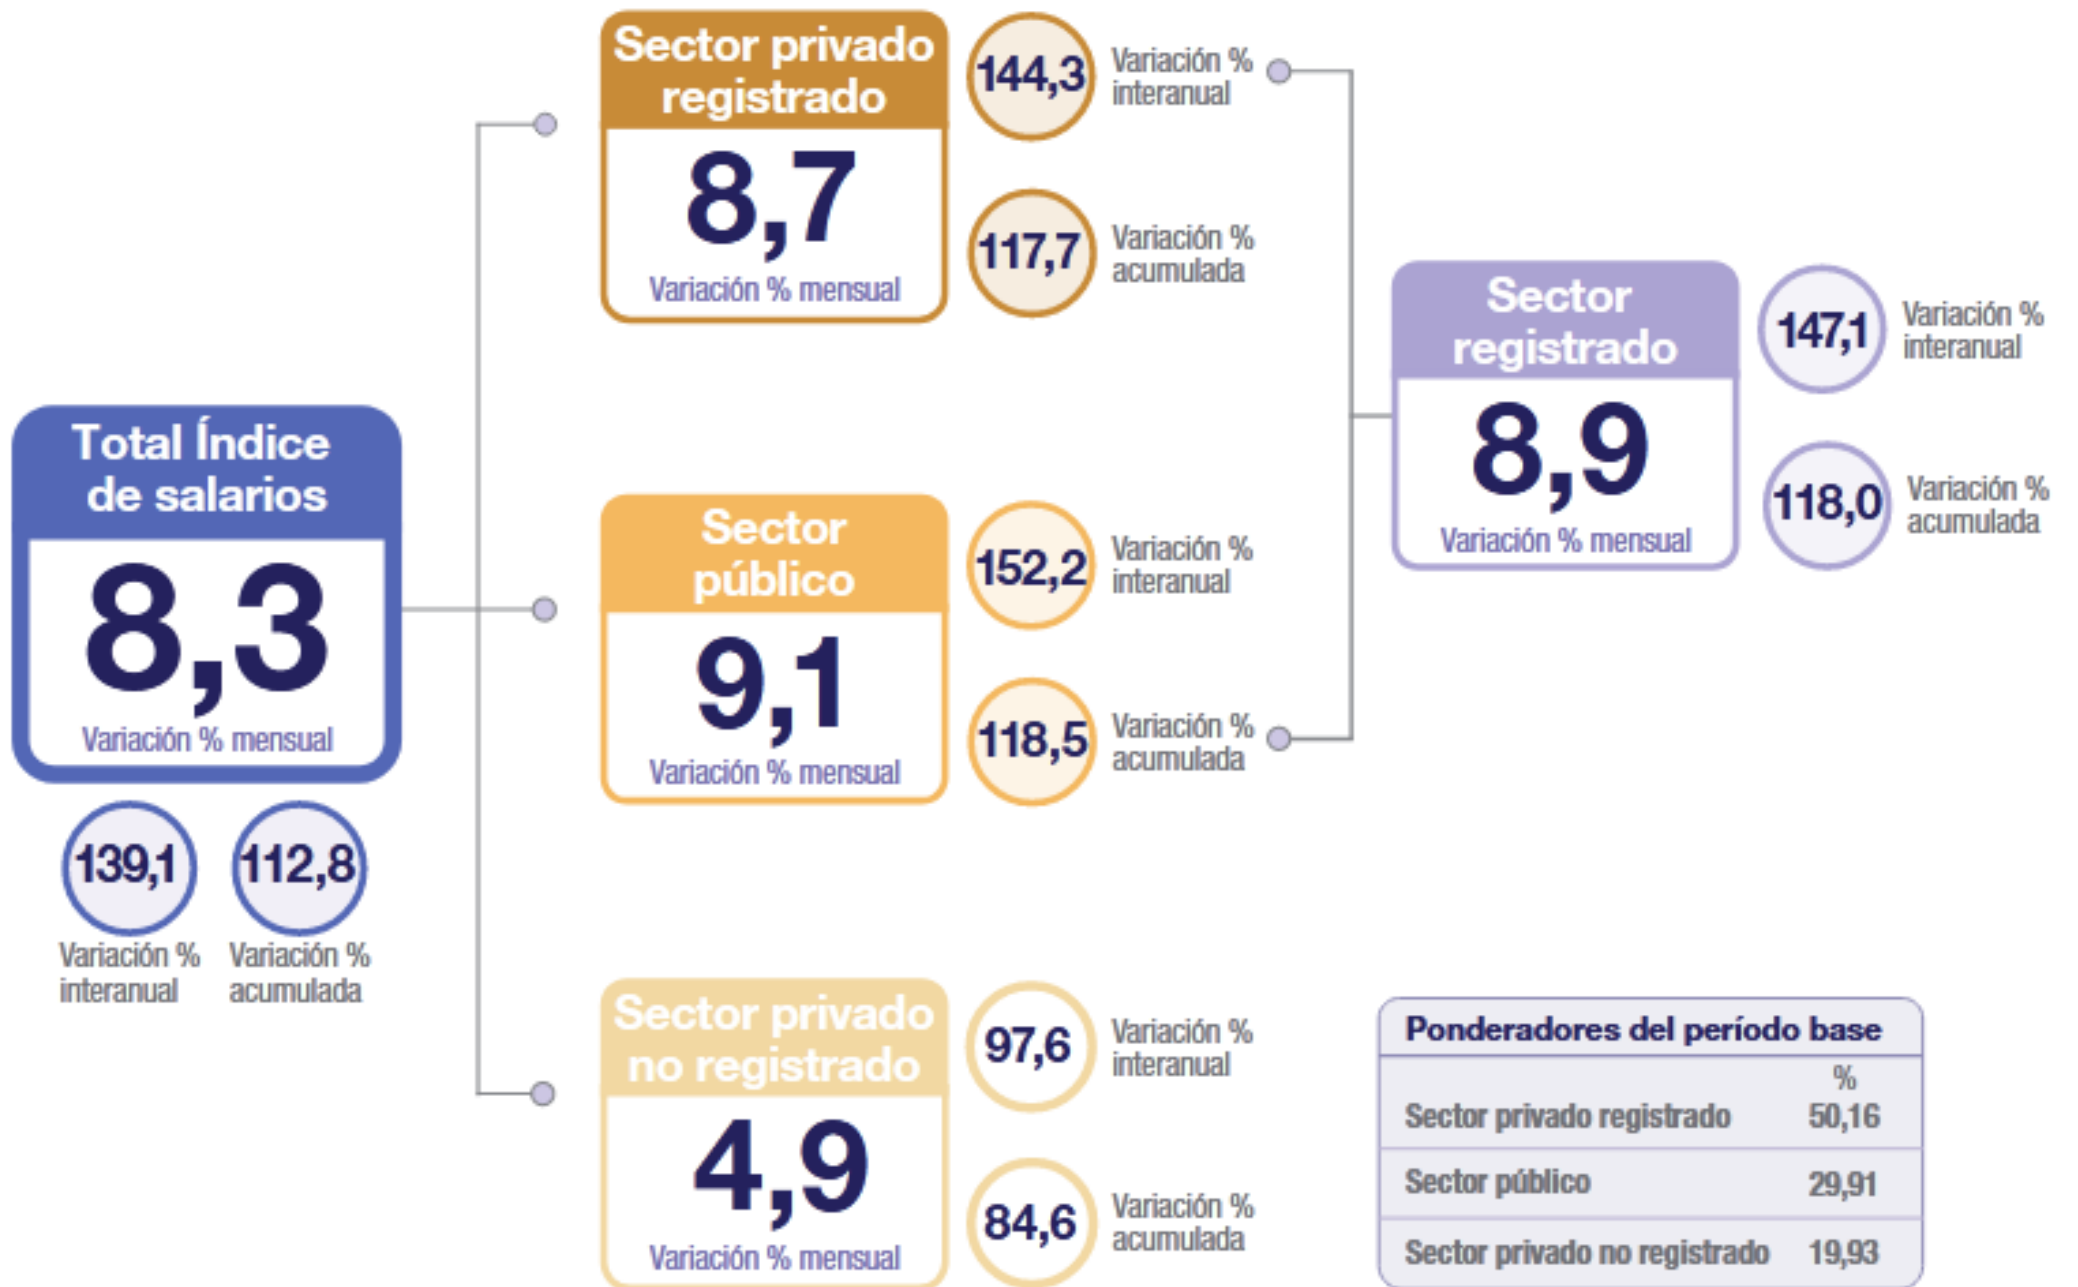 Total Índice
de salarios
8,3
Variación % mensual
139,1
Variación %
interanual
112,8
Variación %
acumulada
Sector privado
registrado
8,7
Variación % mensual
144,3
Variación %
interanual
117,7
Variación %
acumulada
Sector
público
9,1
Variación % mensual
152,2
Variación %
interanual
118,5
Variación %
acumulada
Sector privado
no registrado
4,9
Variación % mensual
97,6
Variación %
interanual
84,6
Variación %
acumulada
Sector
registrado
8,9
Variación % mensual
147,1
Variación %
interanual
118,0
Variación %
acumulada
Ponderadores del período base
%
Sector privado registrado 50,16
Sector público 29,91
Sector privado no registrado 19,93